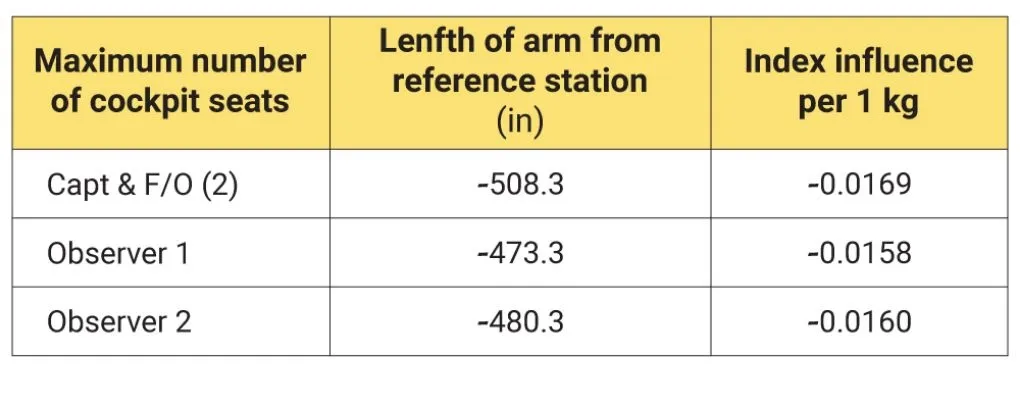 Maximum number
of cockpit seats
Lenfth of arm from
reference station
(in)
Index influence
per 1 kg
Capt & F/O (2)
-508.3
-0.0169
Observer 1
-473.3
-0.0158
Observer 2
-480.3
-0.0160